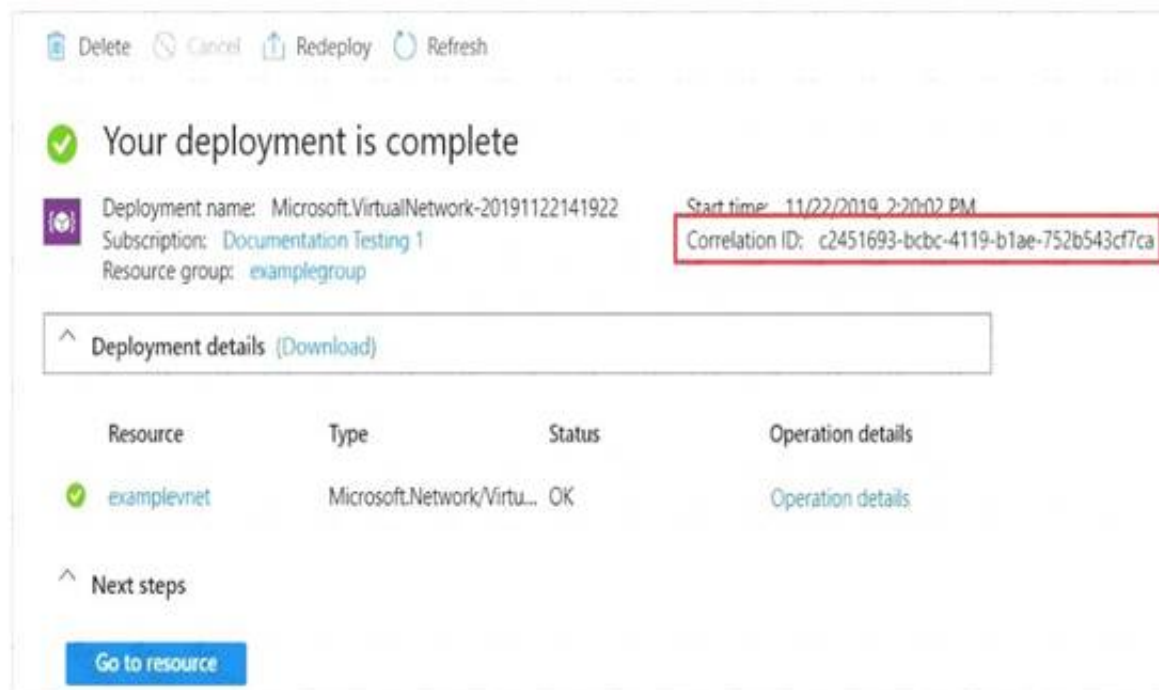 Delete Cancel Redeploy Refresh
Your deployment is complete
Deployment name: Microsoft.VirtualNetwork-20191122141922
Start time: 11/22/2019, 2:20:02 PM
Subscription: Documentation Testing 1
Correlation ID: c2451693-bcbc-4119-b1ae-752b543cf7ca
Resource group: examplegroup
Deployment details (Download)
Resource Type Status Operation details
examplevnet Microsoft.Network/Virtu... OK Operation details
Next steps
Go to resource